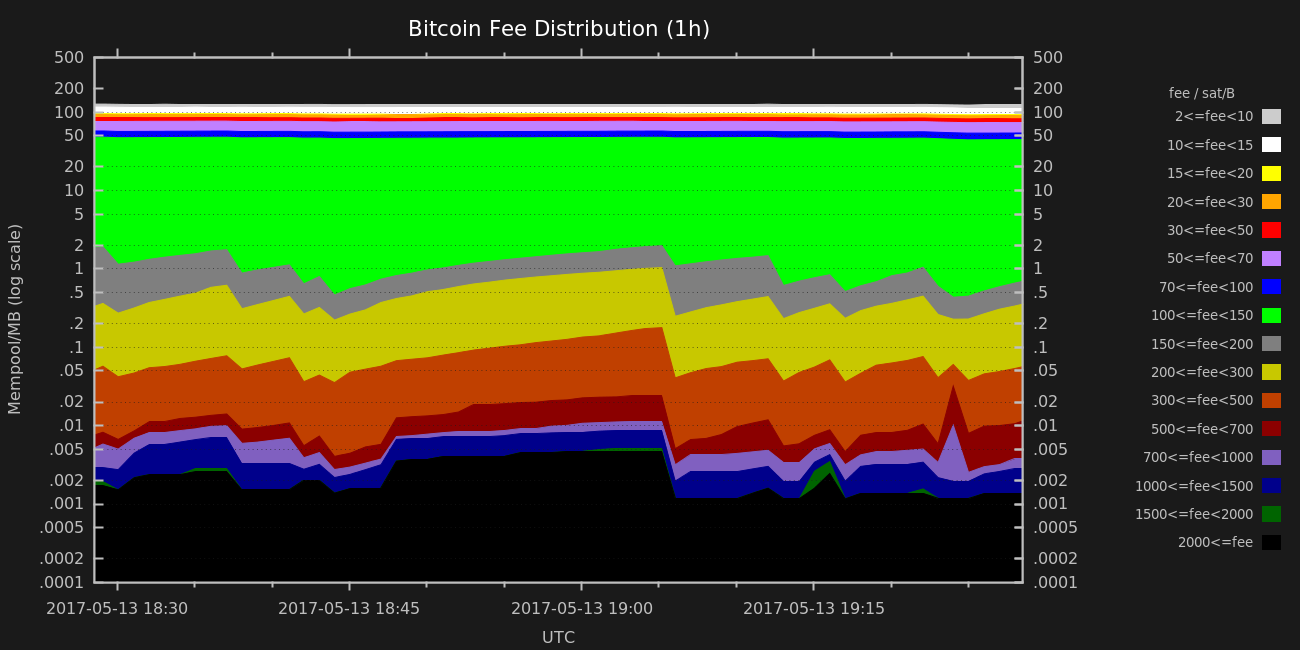 Bitcoin Fee Distribution (1h)
500
200
100
50
20
10
5
2
1
.5
.2
.1
.05
.02
.01
.005
.002
.001
.0005
.0002
.0001
Mempool/MB (log scale)
500
200
100
50
20
10
5
2
1
.5
.2
.1
.05
.02
.01
.005
.002
.001
.0005
.0002
.0001
2017-05-13 18:30
2017-05-13 18:45
2017-05-13 19:00
2017-05-13 19:15
UTC
fee / sat/B
2<=fee<10
10<=fee<15
15<=fee<20
20<=fee<30
30<=fee<50
50<=fee<70
70<=fee<100
100<=fee<150
150<=fee<200
200<=fee<300
300<=fee<500
500<=fee<700
700<=fee<1000
1000<=fee<1500
1500<=fee<2000
2000<=fee